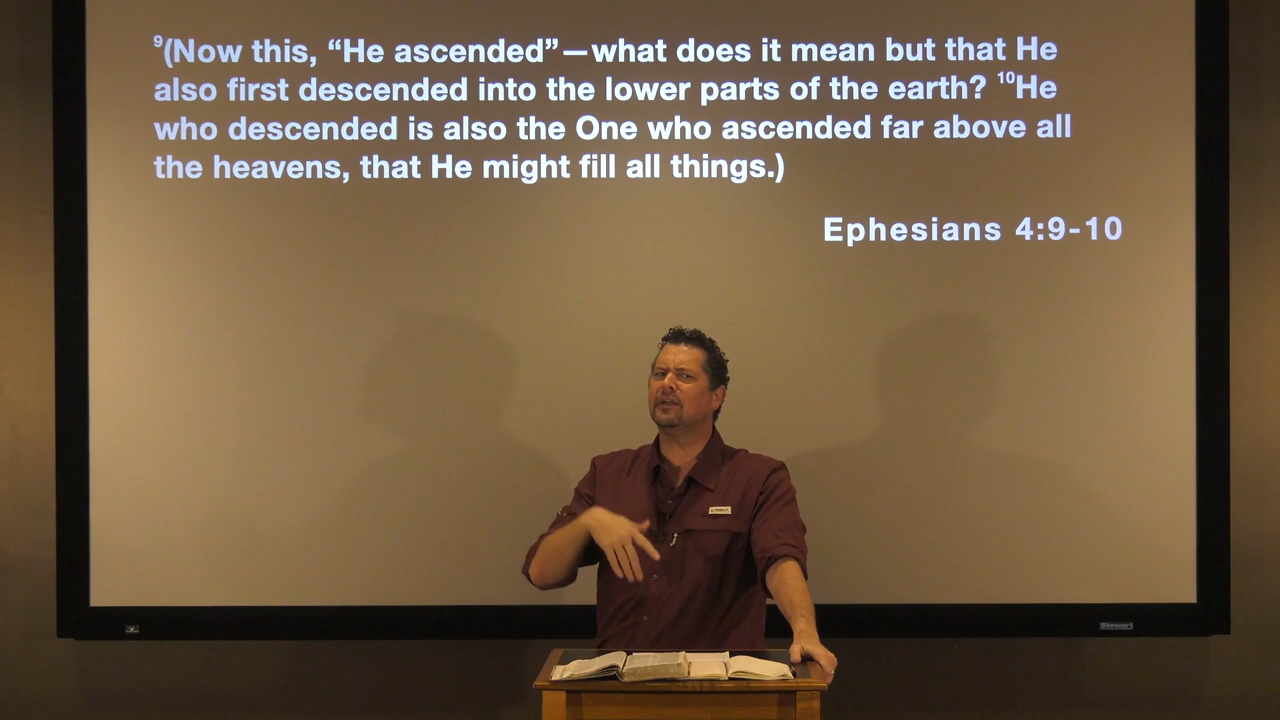 ⁹(Now this, “He ascended”—what does it mean but that He
also first descended into the lower parts of the earth? ¹⁰He
who descended is also the One who ascended far above all
the heavens, that He might fill all things.)
Ephesians 4:9-10
Stewart